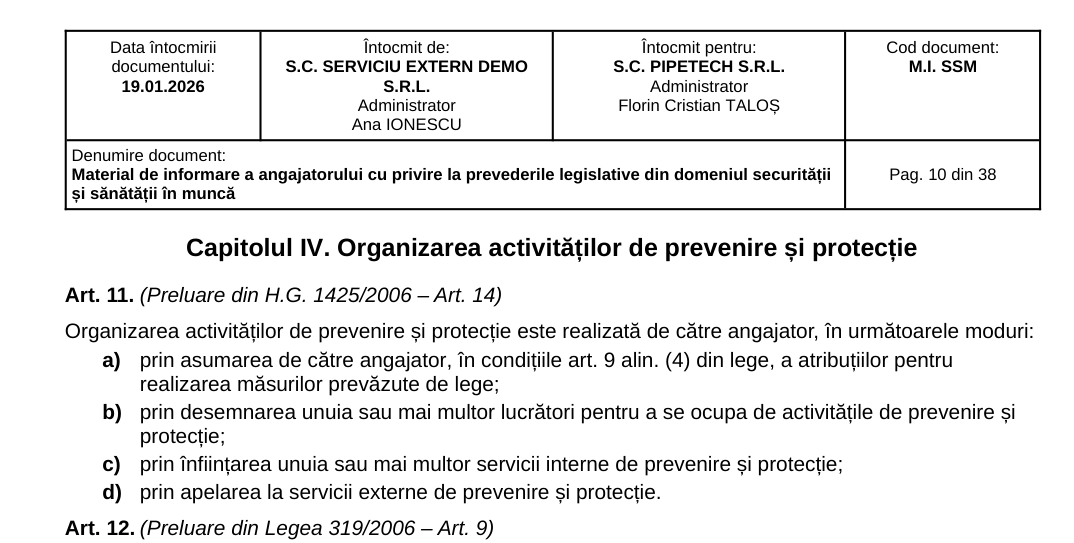 Data întocmirii
documentului:
19.01.2026
Întocmit de:
S.C. SERVICIU EXTERN DEMO
S.R.L.
Administrator
Ana IONESCU
Întocmit pentru:
S.C. PIPETECH S.R.L.
Administrator
Florin Cristian TALOȘ
Cod document:
M.I. SSM
Denumire document:
Material de informare a angajatorului cu privire la prevederile legislative din domeniul securității
și sănătății în muncă
Pag. 10 din 38
Capitolul IV. Organizarea activităților de prevenire și protecție
Art. 11. (Preluare din H.G. 1425/2006 – Art. 14)
Organizarea activităților de prevenire și protecție este realizată de către angajator, în următoarele moduri:
a) prin asumarea de către angajator, în condițiile art. 9 alin. (4) din lege, a atribuțiilor pentru
realizarea măsurilor prevăzute de lege;
b) prin desemnarea unuia sau mai multor lucrători pentru a se ocupa de activitățile de prevenire și
protecție;
c) prin înființarea unuia sau mai multor servicii interne de prevenire și protecție;
d) prin apelarea la servicii externe de prevenire și protecție.
Art. 12. (Preluare din Legea 319/2006 – Art. 9)